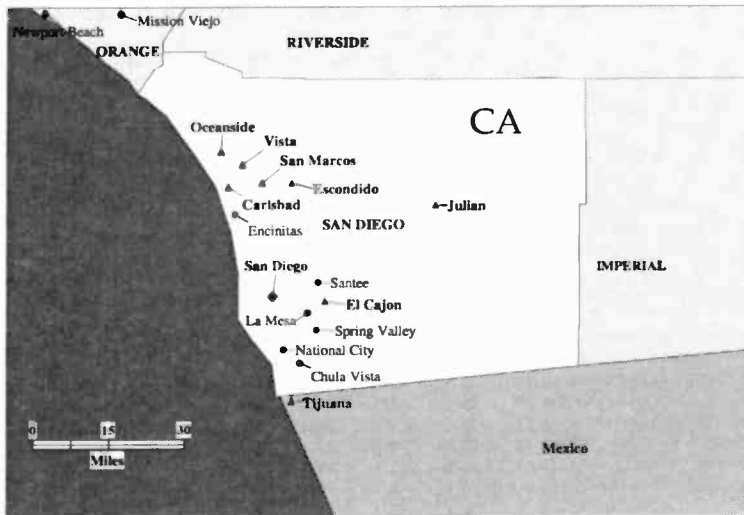 Mission Viejo
Newport Beach
ORANGE
RIVERSIDE
CA
Oceanside
Vista
San Marcos
Escondido
Carlsbad
Julian
Encinitas
SAN DIEGO
San Diego
IMPERIAL
Santee
El Cajon
La Mesa
Spring Valley
National City
Chula Vista
Tijuana
0 15 30
Miles
Mexico